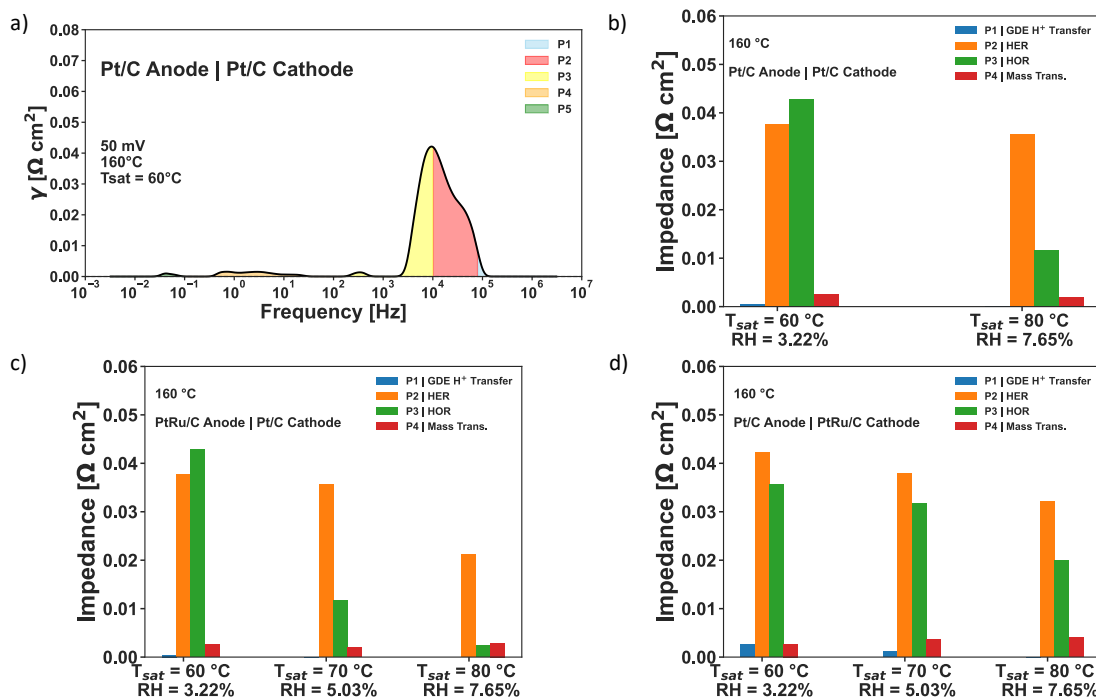 a)
0.08
0.07
0.06
0.05
0.04
0.03
0.02
0.01
0.00
γ [Ω cm²]
Pt/C Anode | Pt/C Cathode
50 mV
160°C
Tsat = 60°C
P1
P2
P3
P4
P5
10⁻³ 10⁻² 10⁻¹ 10⁰ 10¹ 10² 10³ 10⁴ 10⁵ 10⁶ 10⁷
Frequency [Hz]
b)
0.06
0.05
0.04
0.03
0.02
0.01
0.00
Impedance [Ω cm²]
160 °C
Pt/C Anode | Pt/C Cathode
P1 | GDE H⁺ Transfer
P2 | HER
P3 | HOR
P4 | Mass Trans.
T_sat = 60 °C T_sat = 80 °C
RH = 3.22% RH = 7.65%
c)
0.06
0.05
0.04
0.03
0.02
0.01
0.00
Impedance [Ω cm²]
160 °C
PtRu/C Anode | Pt/C Cathode
P1 | GDE H⁺ Transfer
P2 | HER
P3 | HOR
P4 | Mass Trans.
T_sat = 60 °C T_sat = 70 °C T_sat = 80 °C
RH = 3.22% RH = 5.03% RH = 7.65%
d)
0.06
0.05
0.04
0.03
0.02
0.01
0.00
Impedance [Ω cm²]
160 °C
Pt/C Anode | PtRu/C Cathode
P1 | GDE H⁺ Transfer
P2 | HER
P3 | HOR
P4 | Mass Trans.
T_sat = 60 °C T_sat = 70 °C T_sat = 80 °C
RH = 3.22% RH = 5.03% RH = 7.65%